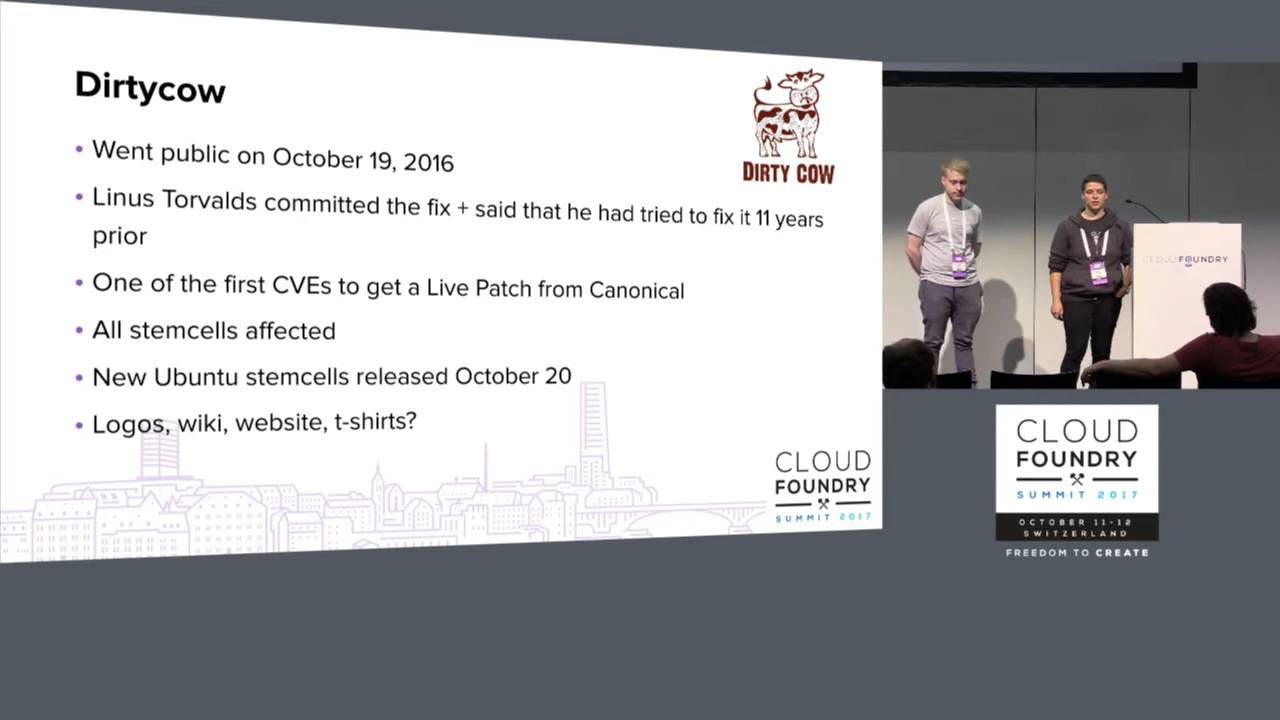 Dirtycow
DIRTY COW
• Went public on October 19, 2016
• Linus Torvalds committed the fix + said that he had tried to fix it 11 years
prior
• One of the first CVEs to get a Live Patch from Canonical
• All stemcells affected
• New Ubuntu stemcells released October 20
• Logos, wiki, website, t-shirts?
CLOUD
FOUNDRY
SUMMIT 2017
CLOUD FOUNDRY
CLOUD
FOUNDRY
SUMMIT 2017
OCTOBER 11-12
SWITZERLAND
FREEDOM TO CREATE